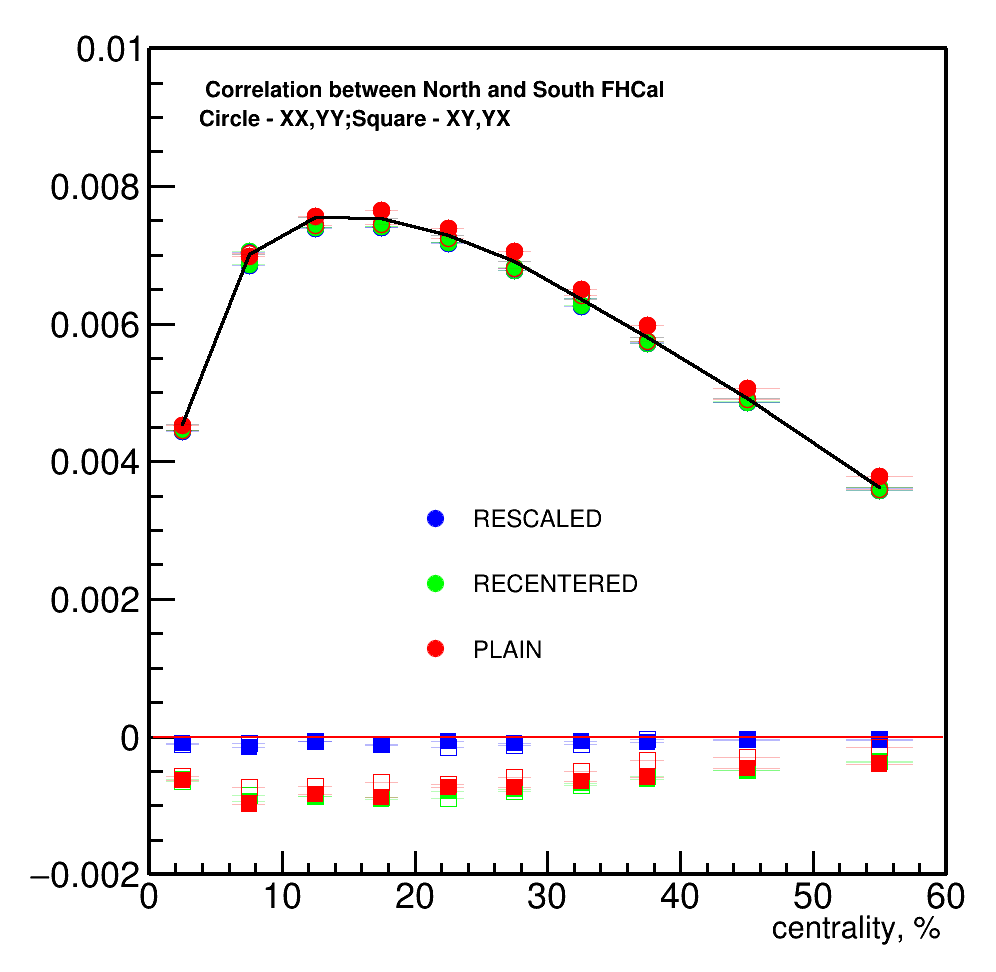 0.01
Correlation between North and South FHCal
Circle - XX,YY;Square - XY,YX
0.008
0.006
0.004
RESCALED
RECENTERED
0.002
PLAIN
0
−0.002
0 10 20 30 40 50 60
centrality, %